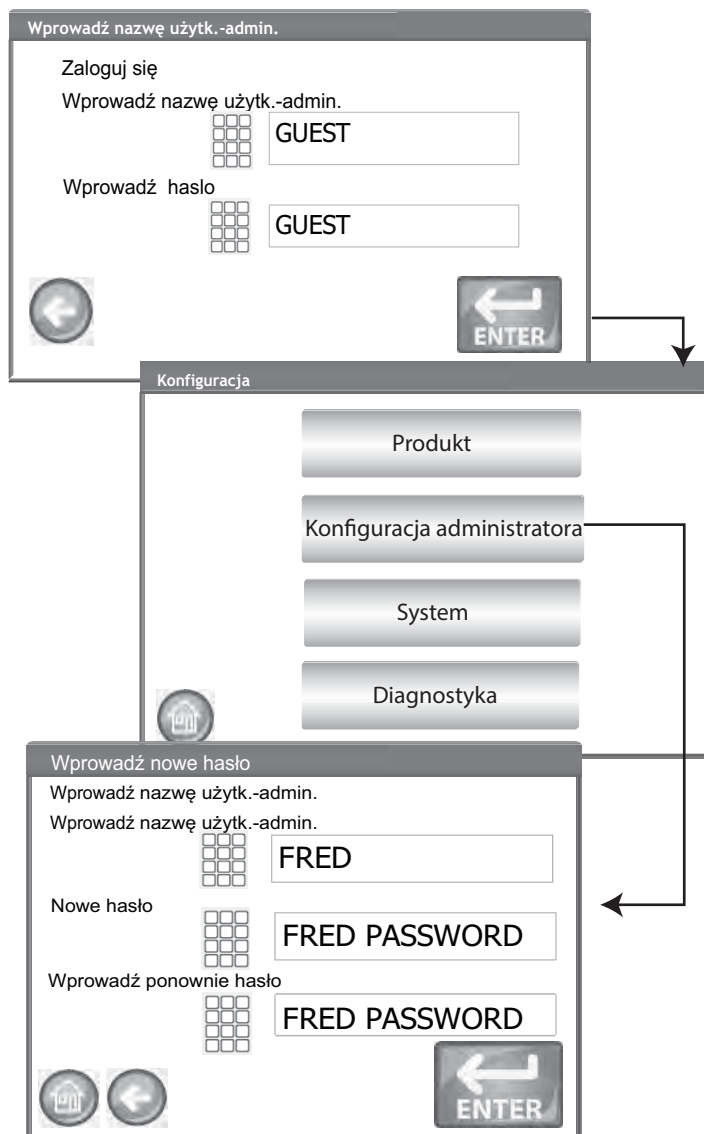 Wprowadź nazwę użytk.-admin.
Zaloguj się
Wprowadź nazwę użytk.-admin.
GUEST
Wprowadź haslo
GUEST
ENTER
Konfiguracja
Produkt
Konfiguracja administratora
System
Diagnostyka
Wprowadź nowe hasło
Wprowadź nazwę użytk.-admin.
Wprowadź nazwę użytk.-admin.
FRED
Nowe hasło
FRED PASSWORD
Wprowadź ponownie hasło
FRED PASSWORD
ENTER